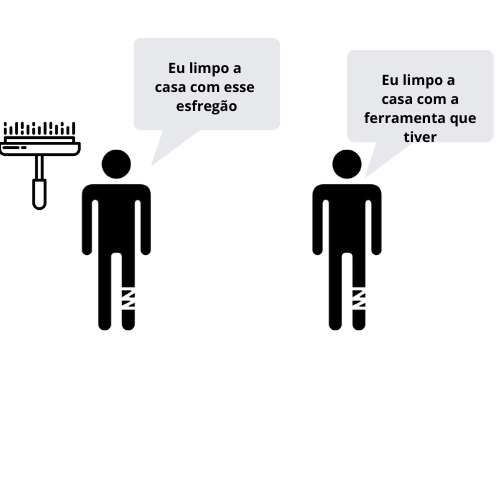 Eu limpo a
casa com esse
esfregão
Eu limpo a
casa com a
ferramenta que
tiver